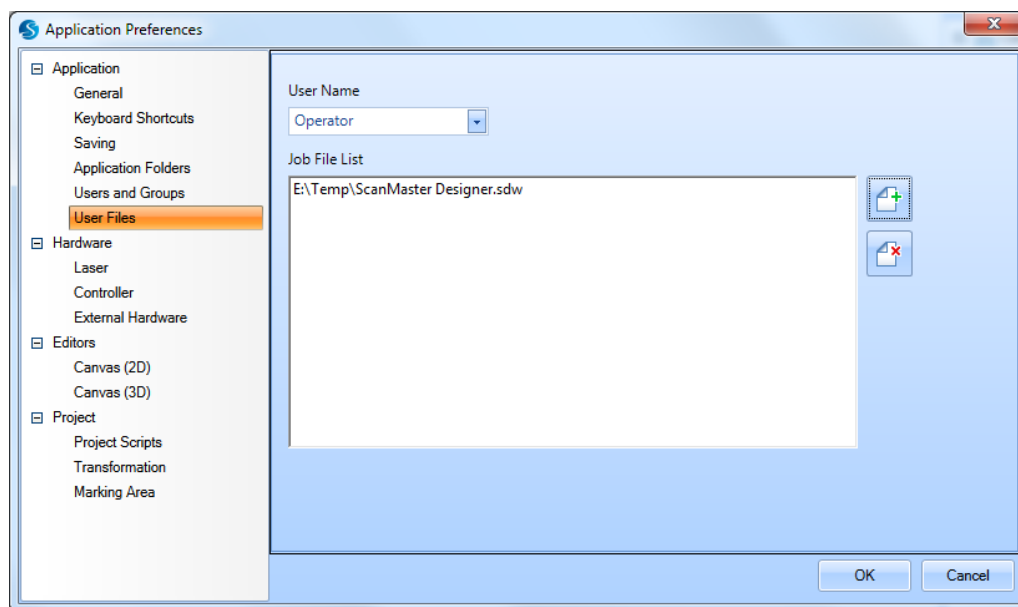 Application Preferences
Application
General
Keyboard Shortcuts
Saving
Application Folders
Users and Groups
User Files
Hardware
Laser
Controller
External Hardware
Editors
Canvas (2D)
Canvas (3D)
Project
Project Scripts
Transformation
Marking Area
User Name
Operator
Job File List
E:\Temp\ScanMaster Designer.sdw
OK
Cancel